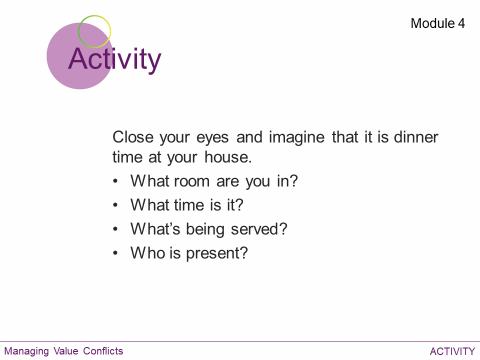 Module 4
Activity
Close your eyes and imagine that it is dinner
time at your house.
• What room are you in?
• What time is it?
• What’s being served?
• Who is present?
Managing Value Conflicts
ACTIVITY